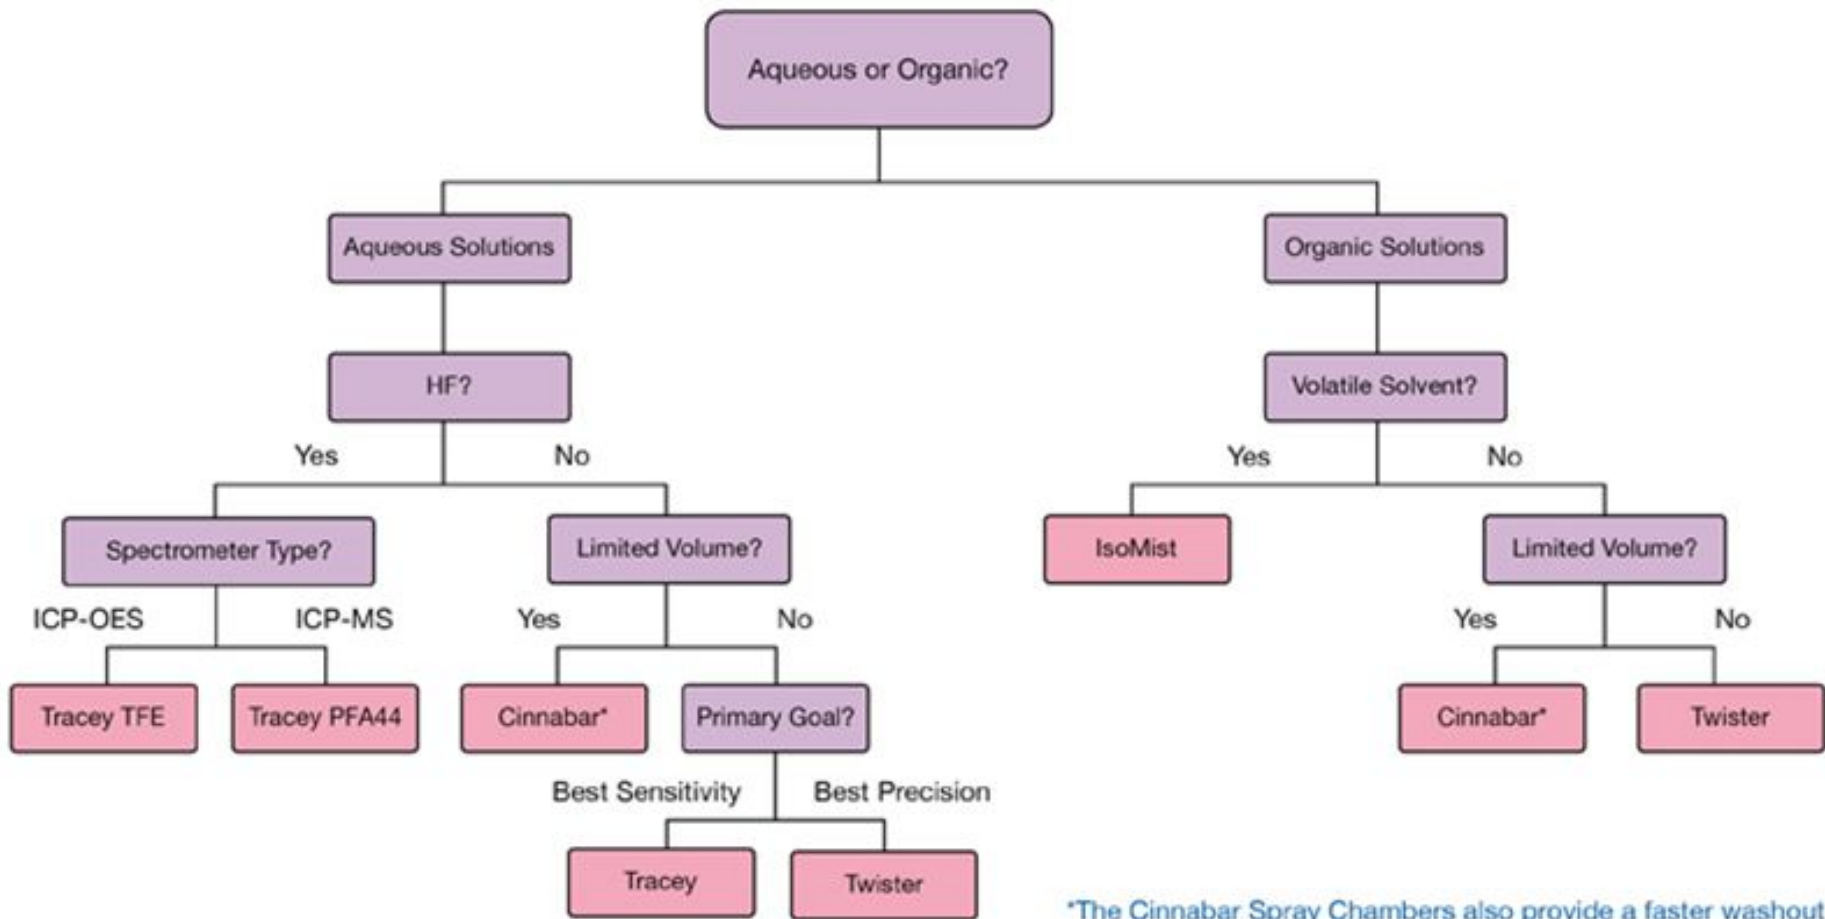 Aqueous or Organic?
Aqueous Solutions
Organic Solutions
HF?
Volatile Solvent?
Yes
No
Yes
No
Spectrometer Type?
Limited Volume?
IsoMist
Limited Volume?
ICP-OES
ICP-MS
Yes
No
Yes
No
Tracey TFE
Tracey PFA44
Cinnabar*
Primary Goal?
Cinnabar*
Twister
Best Sensitivity
Best Precision
Tracey
Twister
*The Cinnabar Spray Chambers also provide a faster washout